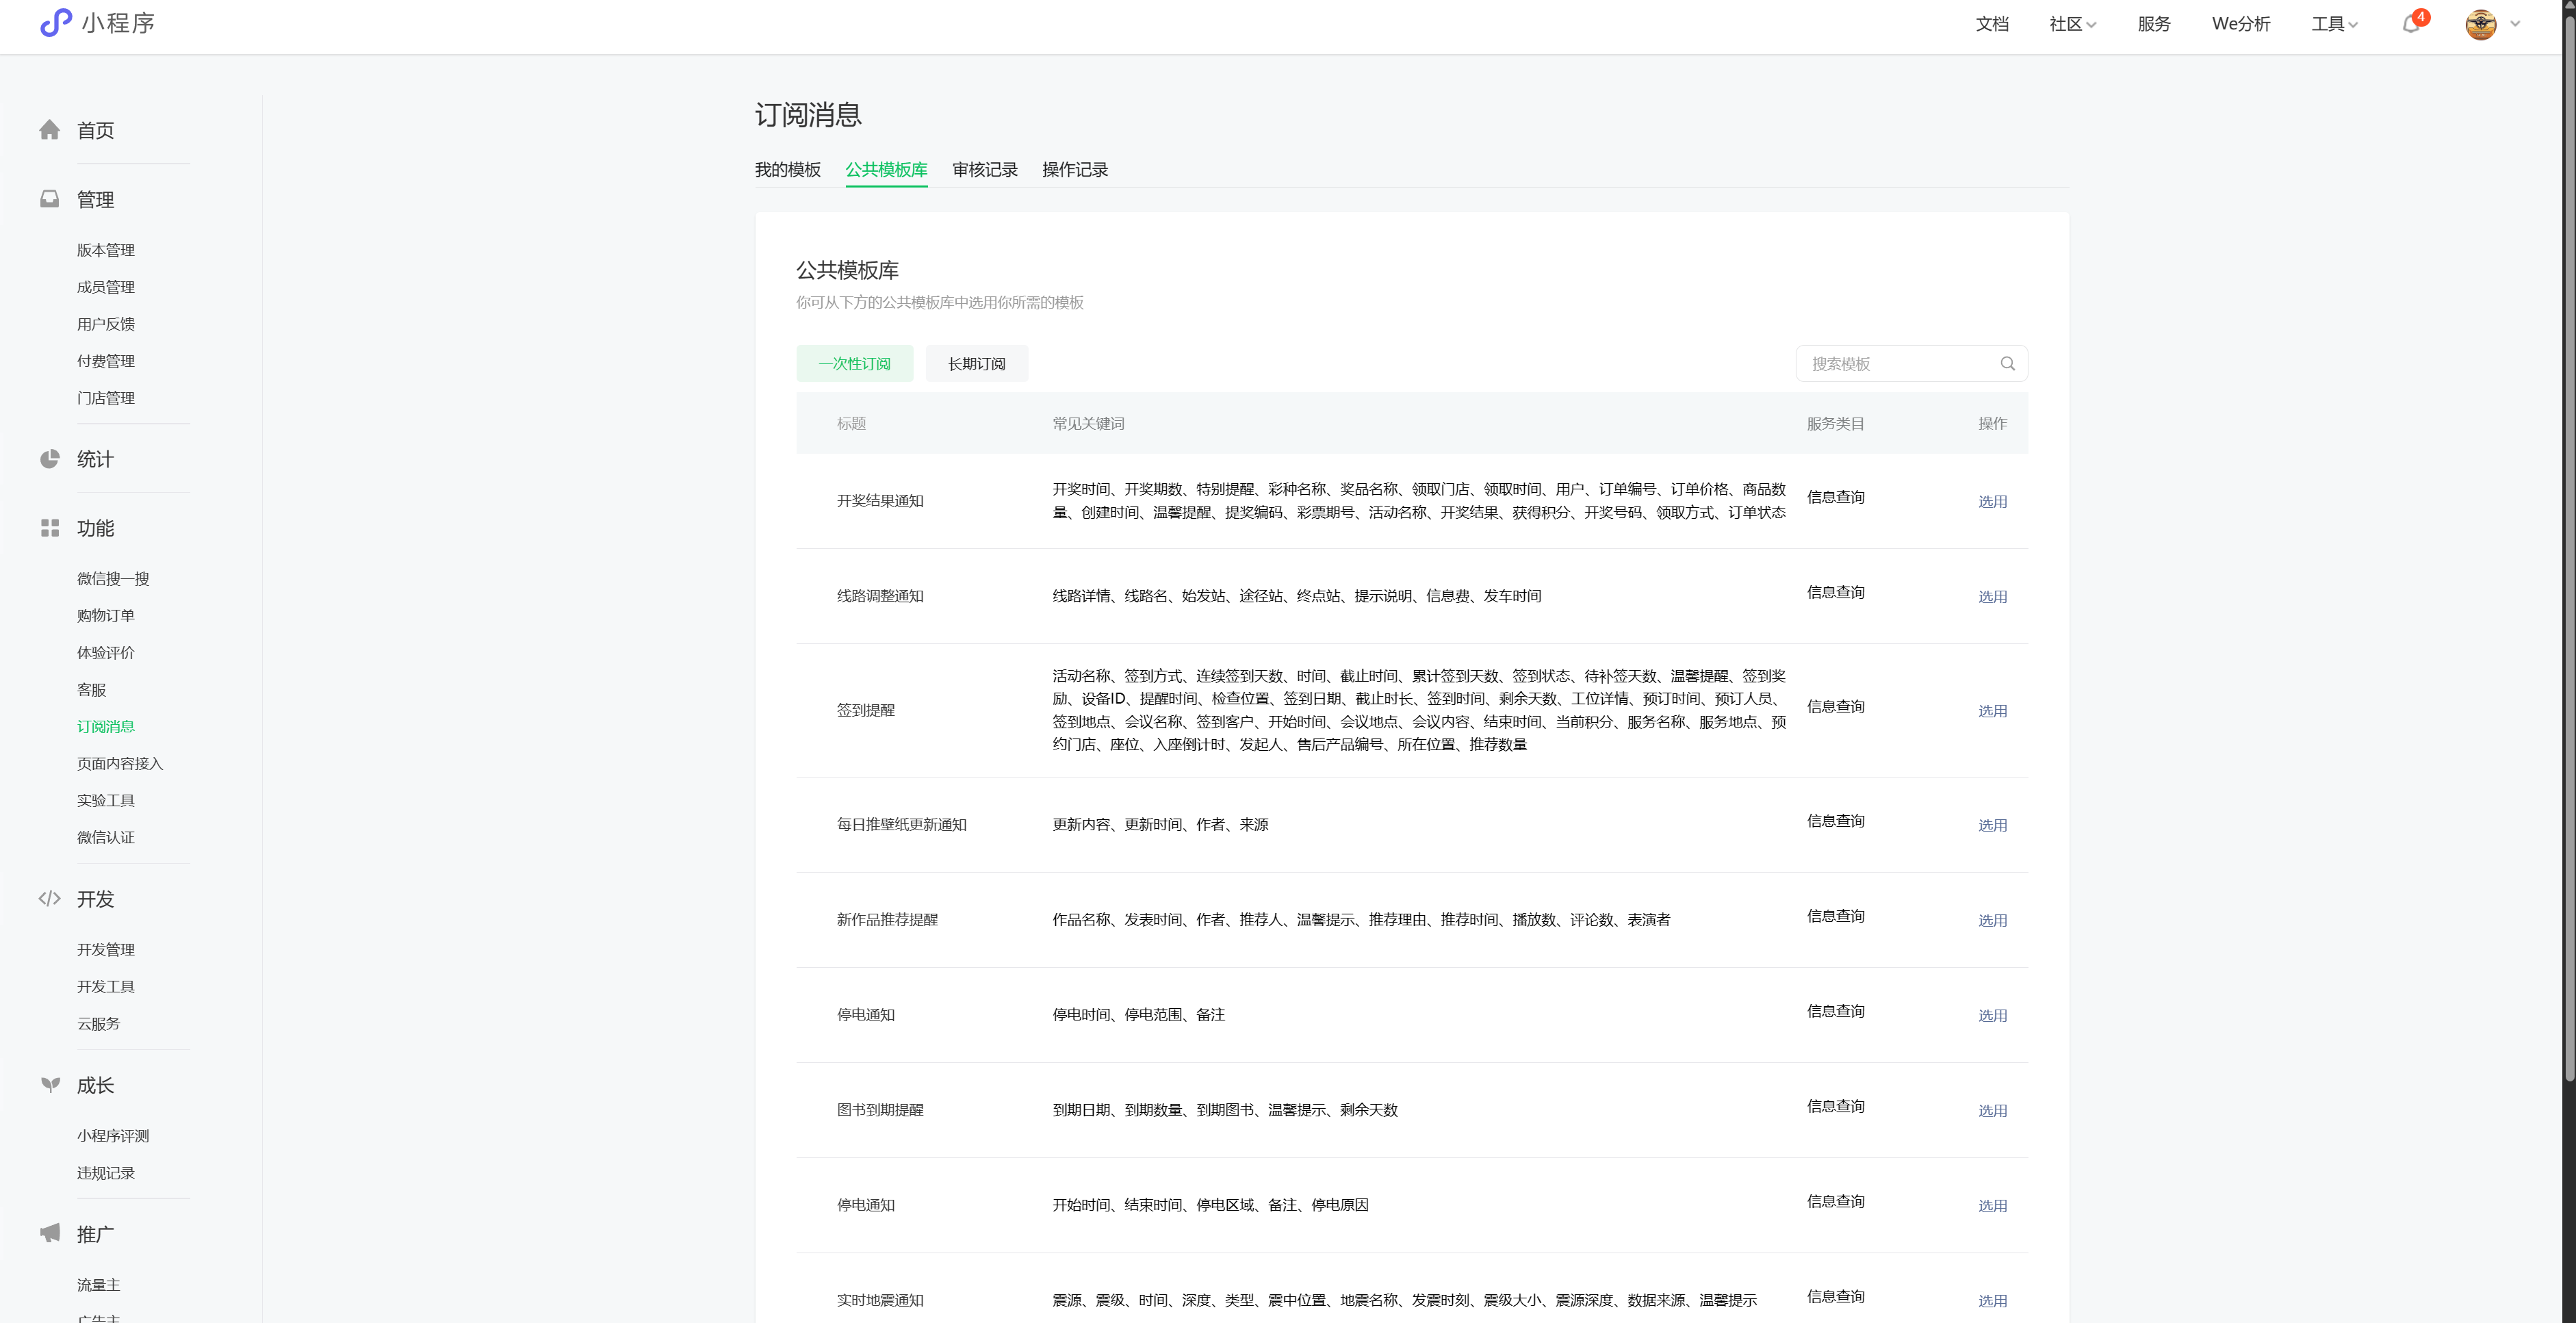 小程序
文档
社区
服务
We分析
工具
4
首页
管理
版本管理
成员管理
用户反馈
付费管理
门店管理
统计
功能
微信搜一搜
购物订单
体验评价
客服
订阅消息
页面内容接入
实验工具
微信认证
开发
开发管理
开发工具
云服务
成长
小程序评测
违规记录
推广
流量主
广告主
订阅消息
我的模板 公共模板库 审核记录 操作记录
公共模板库
你可从下方的公共模板库中选用你所需的模板
一次性订阅 长期订阅 搜索模板
标题 常见关键词 服务类目 操作
开奖结果通知
开奖时间、开奖期数、特别提醒、彩种名称、奖品名称、领取门店、领取时间、用户、订单编号、订单价格、商品数
量、创建时间、温馨提醒、提奖编码、彩票期号、活动名称、开奖结果、获得积分、开奖号码、领取方式、订单状态
信息查询 选用
线路调整通知 线路详情、线路名、始发站、途径站、终点站、提示说明、信息费、发车时间 信息查询 选用
签到提醒
活动名称、签到方式、连续签到天数、时间、截止时间、累计签到天数、签到状态、待补签天数、温馨提醒、签到奖
励、设备ID、提醒时间、检查位置、签到日期、截止时长、签到时间、剩余天数、工位详情、预订时间、预订人员、
签到地点、会议名称、签到客户、开始时间、会议地点、会议内容、结束时间、当前积分、服务名称、服务地点、预
约门店、座位、入座倒计时、发起人、售后产品编号、所在位置、推荐数量
信息查询 选用
每日推壁纸更新通知 更新内容、更新时间、作者、来源 信息查询 选用
新作品推荐提醒 作品名称、发表时间、作者、推荐人、温馨提示、推荐理由、推荐时间、播放数、评论数、表演者 信息查询 选用
停电通知 停电时间、停电范围、备注 信息查询 选用
图书到期提醒 到期日期、到期数量、到期图书、温馨提示、剩余天数 信息查询 选用
停电通知 开始时间、结束时间、停电区域、备注、停电原因 信息查询 选用
实时地震通知 震源、震级、时间、深度、类型、震中位置、地震名称、发震时刻、震级大小、震源深度、数据来源、温馨提示 信息查询 选用